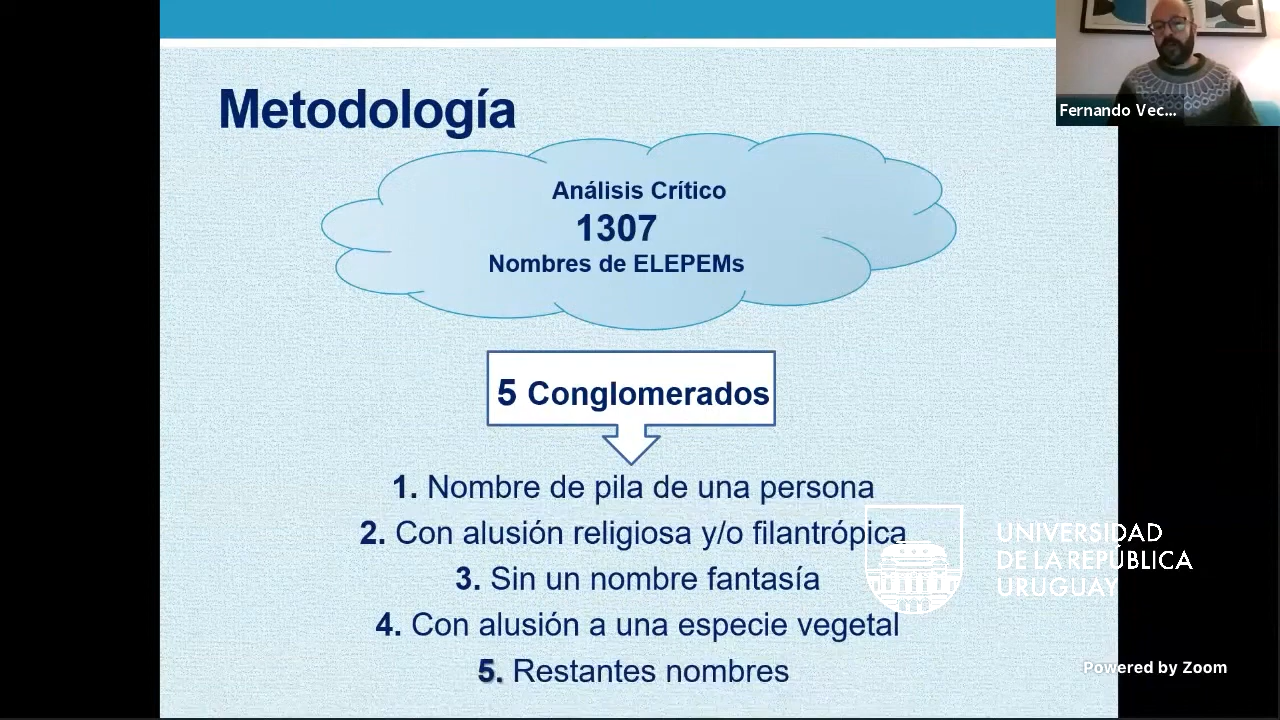 Metodología
Análisis Crítico
1307
Nombres de ELEPEMs
5 Conglomerados
1. Nombre de pila de una persona
2. Con alusión religiosa y/o filantrópica
3. Sin un nombre fantasía
4. Con alusión a una especie vegetal
5. Restantes nombres
Fernando Vec...
UNIVERSIDAD
DE LA REPÚBLICA
URUGUAY
Powered by Zoom